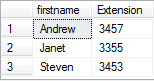 firstname Extension
1 Andrew 3457
2 Janet 3355
3 Steven 3453